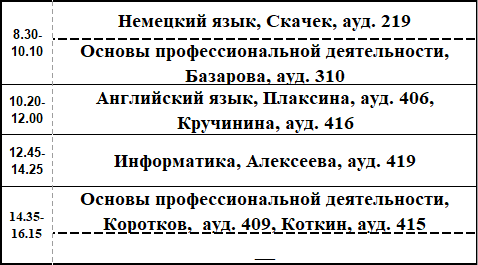 8.30-
10.10
Немецкий язык, Скачек, ауд. 219
Основы профессиональной деятельности,
Базарова, ауд. 310
10.20-
12.00
Английский язык, Плаксина, ауд. 406,
Кручинина, ауд. 416
12.45-
14.25
Информатика, Алексеева, ауд. 419
14.35-
16.15
Основы профессиональной деятельности,
Коротков, ауд. 409, Коткин, ауд. 415
—